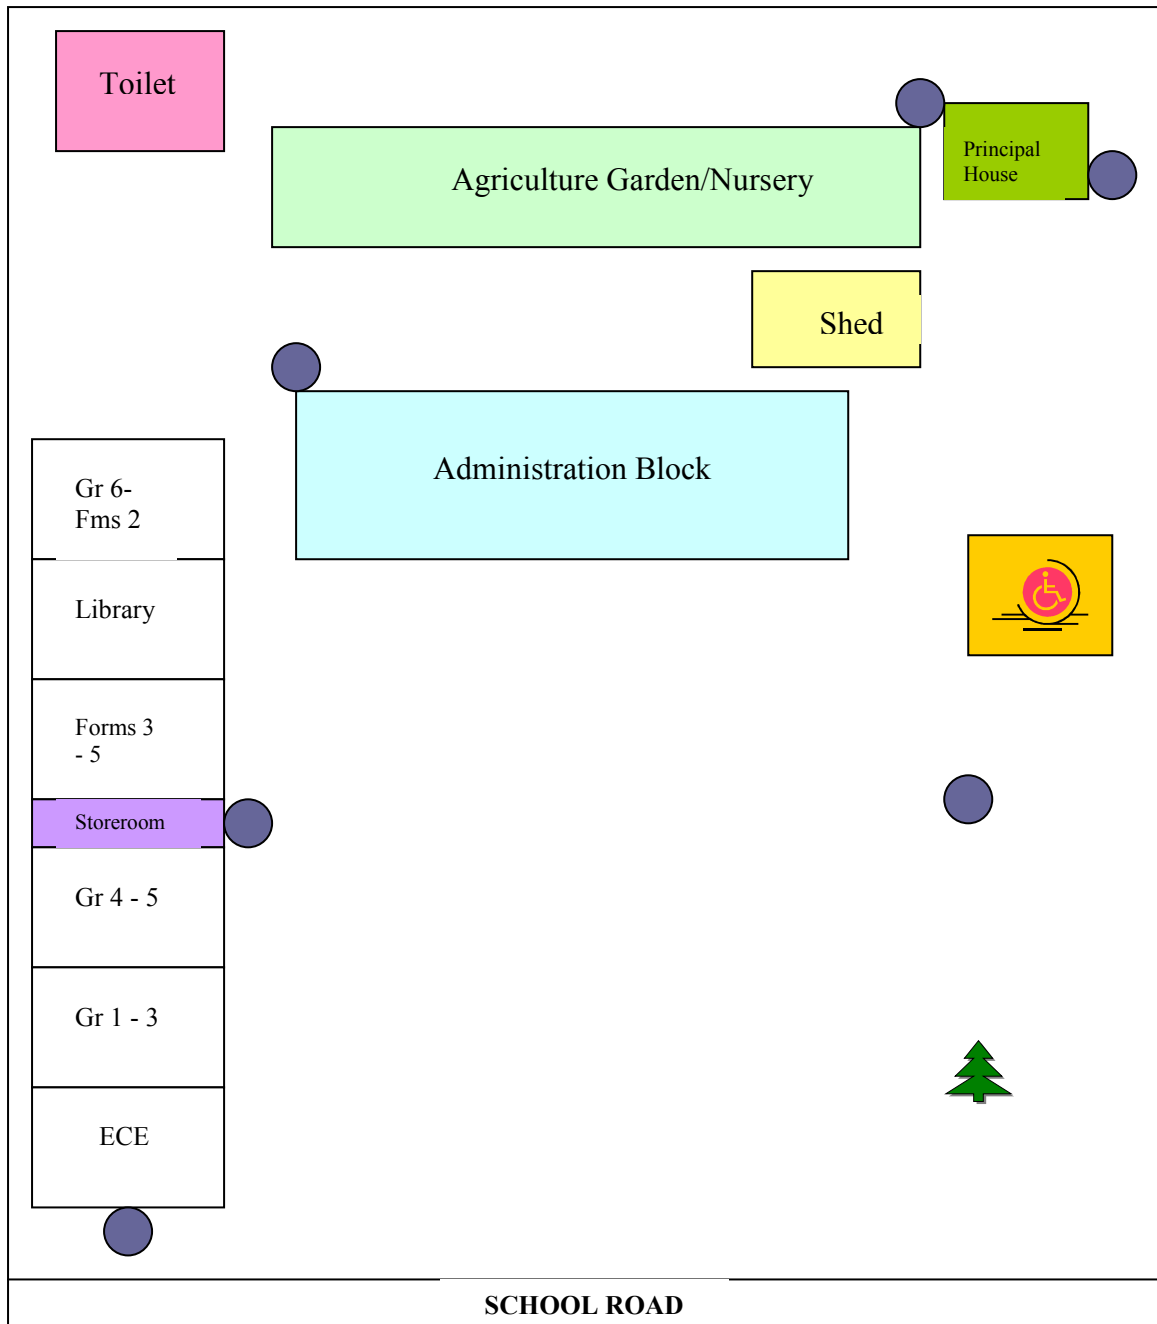 Toilet
Agriculture Garden/Nursery
Principal
House
Shed
Administration Block
Gr 6-
Fms 2
Library
Forms 3
- 5
Storeroom
Gr 4 - 5
Gr 1 - 3
ECE
SCHOOL ROAD